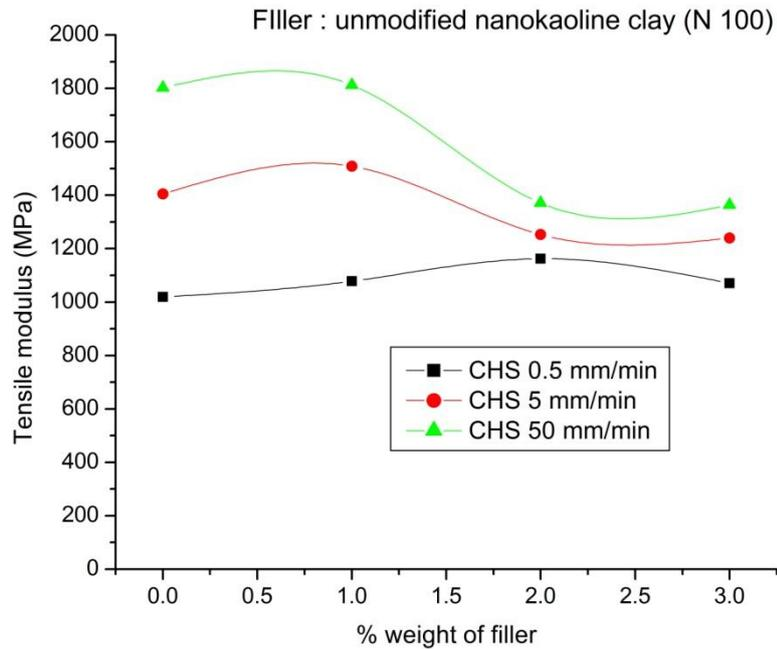 FIller : unmodified nanokaoline clay (N 100)
2000
1800
1600
1400
1200
1000
800
600
400
200
0
Tensile modulus (MPa)
CHS 0.5 mm/min
CHS 5 mm/min
CHS 50 mm/min
0.0 0.5 1.0 1.5 2.0 2.5 3.0
% weight of filler